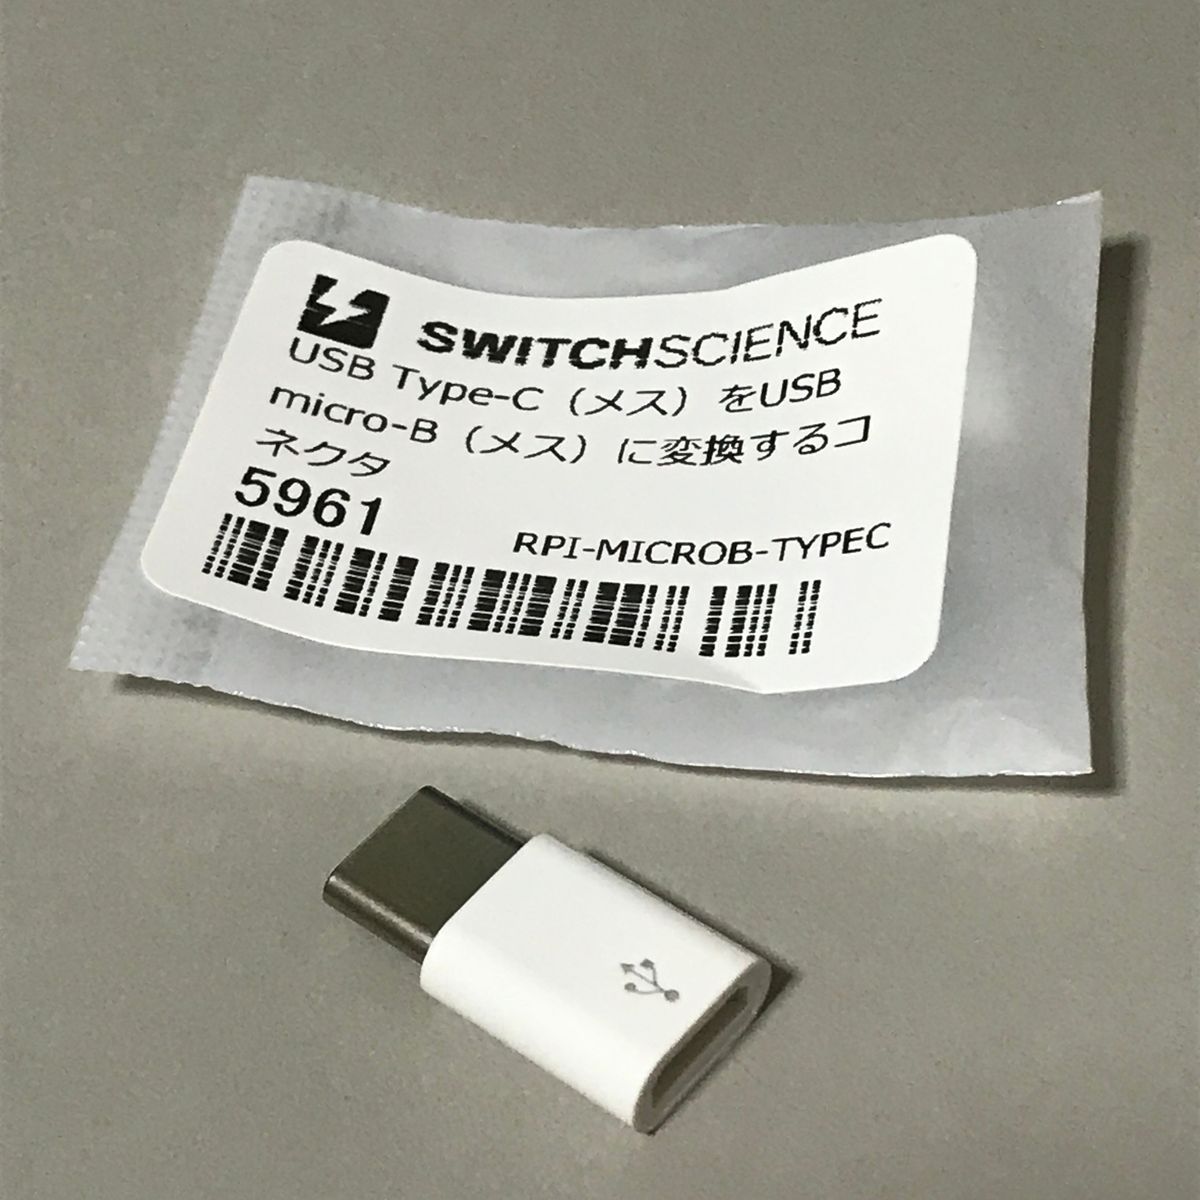 SWITCHSCIENCE
USB Type-C（メス）をUSB
micro-B（メス）に変換するコ
ネクタ
5961
RPI-MICROB-TYPEC